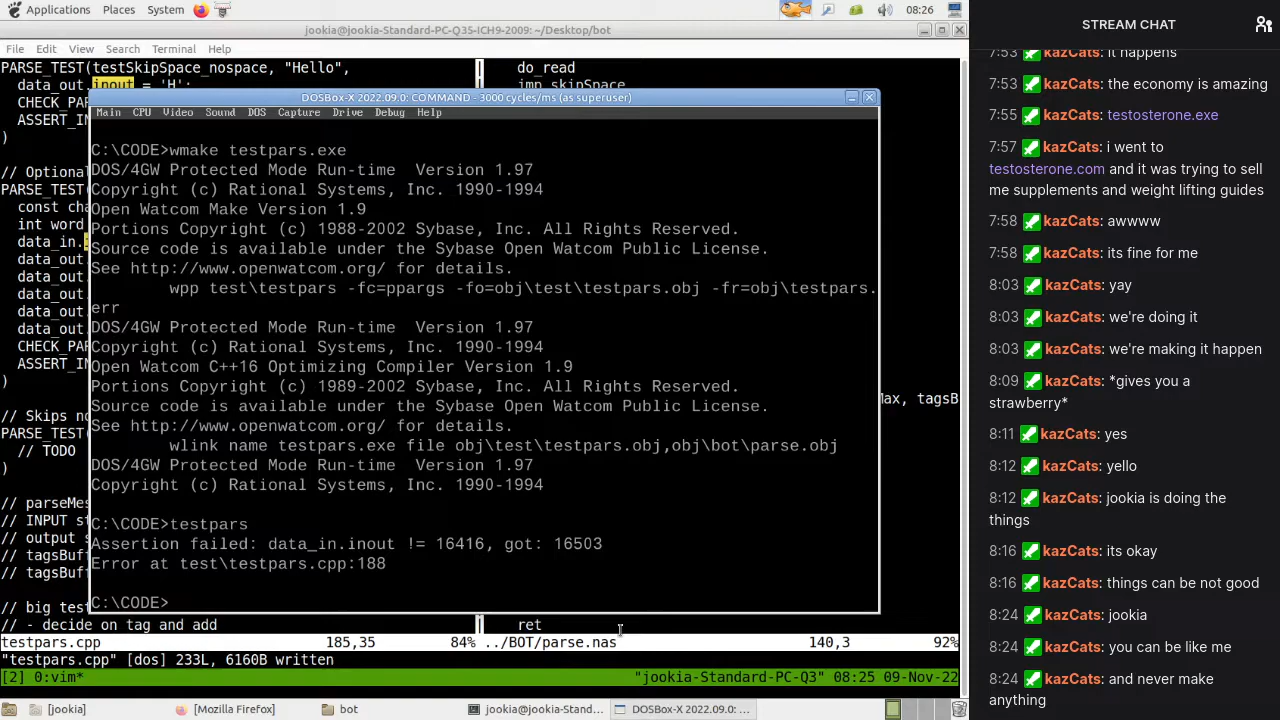 Applications Places System 08:26
jookia@jookia-Standard-PC-Q35-ICH9-2009: ~/Desktop/bot
File Edit View Search Terminal Help
PARSE_TEST(testSkipSpace_nospace, "Hello",
data_out.inout = 'H';
CHECK_PA
ASSERT_IN
)
// Optiona
PARSE_TEST(
const cha
int word
data_in.
data_out.
data_out.
data_out.
data_out.
data_out.
CHECK_PA
ASSERT_IN
)
// Skips no
PARSE_TEST(
// TODO
)
// parseMes
// INPUT st
// output s
// tagsBuff
// tagsBuff
// big test
// - decide on tag and add
do_read
imp skipSpace
Max, tagsB
ret
DOSBox-X 2022.09.0: COMMAND - 3000 cycles/ms (as superuser)
Main CPU Video Sound DOS Capture Drive Debug Help
C:\CODE>wmake testpars.exe
DOS/4GW Protected Mode Run-time Version 1.97
Copyright (c) Rational Systems, Inc. 1990-1994
Open Watcom Make Version 1.9
Portions Copyright (c) 1988-2002 Sybase, Inc. All Rights Reserved.
Source code is available under the Sybase Open Watcom Public License.
See http://www.openwatcom.org/ for details.
wpp test\testpars -fc=ppargs -fo=obj\test\testpars.obj -fr=obj\testpars.
err
DOS/4GW Protected Mode Run-time Version 1.97
Copyright (c) Rational Systems, Inc. 1990-1994
Open Watcom C++16 Optimizing Compiler Version 1.9
Portions Copyright (c) 1989-2002 Sybase, Inc. All Rights Reserved.
Source code is available under the Sybase Open Watcom Public License.
See http://www.openwatcom.org/ for details.
wlink name testpars.exe file obj\test\testpars.obj,obj\bot\parse.obj
DOS/4GW Protected Mode Run-time Version 1.97
Copyright (c) Rational Systems, Inc. 1990-1994
C:\CODE>testpars
Assertion failed: data_in.inout != 16416, got: 16503
Error at test\testpars.cpp:188
C:\CODE>
testpars.cpp 185,35 84% ../BOT/parse.nas 140,3 92%
"testpars.cpp" [dos] 233L, 6160B written
[2] 0:vim* "jookia-Standard-PC-Q3" 08:25 09-Nov-22
[jookia] [Mozilla Firefox] bot jookia@jookia-Stand... DOSBox-X 2022.09.0: ...
STREAM CHAT
7:53 kazCats: it happens
7:53 kazCats: the economy is amazing
7:55 kazCats: testosterone.exe
7:57 kazCats: i went to
testosterone.com and it was trying to sell
me supplements and weight lifting guides
7:58 kazCats: awwww
7:58 kazCats: its fine for me
8:03 kazCats: yay
8:03 kazCats: we're doing it
8:03 kazCats: we're making it happen
8:09 kazCats: *gives you a
strawberry*
8:11 kazCats: yes
8:12 kazCats: yello
8:12 kazCats: jookia is doing the
things
8:16 kazCats: its okay
8:16 kazCats: things can be not good
8:24 kazCats: jookia
8:24 kazCats: you can be like me
8:24 kazCats: and never make
anything